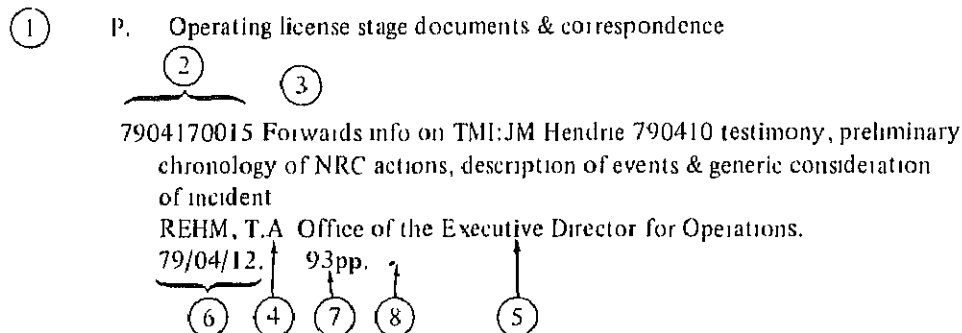 1 P. Operating license stage documents & correspondence
2 3
7904170015 Forwards info on TMI:JM Hendrie 790410 testimony, preliminary
chronology of NRC actions, description of events & generic consideration
of incident
REHM, T.A Office of the Executive Director for Operations.
79/04/12. 93pp.
6 4 7 8 5